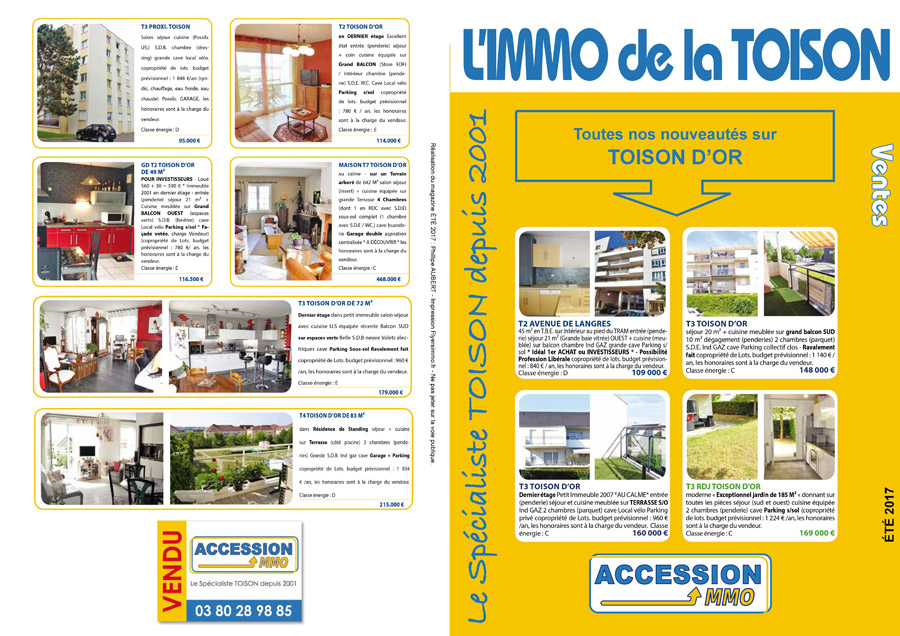 T3 PROXI. TOISON
Salon séjour cuisine (Possib.
US.) S.D.B. chambre (dres-
sing) grande cave local vélo.
copropriété de lots. budget
prévisionnel : 1 848 €/an (syn-
dic, chauffage, eau froide, eau
chaude) Possib. GARAGE, les
honoraires sont à la charge du
vendeur.
Classe énergie : D
95.000 €
T2 TOISON D'OR
en DERNIER étage Excellent
état entrée (penderie) séjour
+ coin cuisine équipée sur
Grand BALCON (Store EOF)
/ Intérieur chambre (pende-
rie) S.D.E. W.C. Cave Local vélo
Parking s/sol copropriété
de lots. budget prévisionnel
: 780 € / an, les honoraires
sont à la charge du vendeur.
Classe énergie : E
114.000 €
GD T2 TOISON D'OR
DE 49 M²
POUR INVESTISSEURS - Loué
560 + 30 = 590 € * Immeuble
2001 en dernier étage - entrée
(penderie) séjour 21 m² +
Cuisine meublée sur Grand
BALCON OUEST (espaces
verts) S.D.B. (fenêtre) cave
Local vélo Parking s/sol * Fa-
çade votée, charge Vendeur)
(copropriété de lots. budget
prévisionnel : 780 €/ an, les
honoraires sont à la charge du
vendeur.
Classe énergie : E
116.500 €
MAISON T7 TOISON D'OR
au calme - sur un Terrain
arboré de 642 M² salon séjour
(insert) + cuisine équipée sur
grande Terrasse 4 Chambres
(dont 1 en RDC avec S.D.E)
sous-sol complet (1 chambre
avec S.D.E / WC.) cave buande-
rie Garage double aspiration
centralisée * A DÉCOUVRIR * les
honoraires sont à la charge du
vendeur.
Classe énergie : C
468.000 €
T3 TOISON D'OR DE 72 M²
Dernier étage dans petit immeuble salon séjour
avec cuisine U.S équipée récente Balcon SUD
sur espaces verts Belle S.D.B neuve Volets élec-
triques cave Parking Sous-sol Ravalement fait
copropriété de Lots. budget prévisionnel : 960 €
/an, les honoraires sont à la charge du vendeur.
Classe énergie : E
179.000 €
T4 TOISON D'OR DE 83 M²
dans Résidence de Standing séjour + cuisine
sur Terrasse (côté piscine) 3 chambres (pende-
ries) Grande S.D.B. Ind gaz cave Garage + Parking
copropriété de Lots. budget prévisionnel : 1 934
€ /an, les honoraires sont à la charge du vendeur.
Classe énergie : C
215.000 €
VENDU
ACCESSION
IMMO
Le Spécialiste TOISON depuis 2001
03 80 28 98 85
Réalisation du magazine ÉTÉ 2017 : Philippe AUBERT - Impression Flyersimmo.fr - Ne pas jeter sur la voie publique.
L'IMMO de la TOISON
Le Spécialiste TOISON depuis 2001
Toutes nos nouveautés sur
TOISON D'OR
Ventes
T2 AVENUE DE LANGRES
45 m² en T.B.E. sur Intérieur au pied du TRAM entrée (pende-
rie) séjour 21 m² (Grande baie vitrée) OUEST + cuisine (meu-
blée) sur balcon chambre Ind GAZ grande cave Parking s/
sol * Idéal 1er ACHAT ou INVESTISSEURS * - Possibilité
Profession Libérale copropriété de lots. budget prévision-
nel : 840 € / an, les honoraires sont à la charge du vendeur.
Classe énergie : D
109 000 €
T3 TOISON D'OR
séjour 20 m² + cuisine meublée sur grand balcon SUD
10 m² dégagement (penderies) 2 chambres (parquet)
S.D.E. Ind GAZ cave Parking collectif clos - Ravalement
fait copropriété de lots. budget prévisionnel : 1 140 € /
an, les honoraires sont à la charge du vendeur.
Classe énergie : C
148 000 €
T3 TOISON D'OR
Dernier étage Petit Immeuble 2007 *AU CALME* entrée
(penderie) séjour et cuisine meublée sur TERRASSE S/O
Ind GAZ 2 chambres (parquet) cave Local vélo Parking
privé copropriété de lots. budget prévisionnel : 960 € /
an, les honoraires sont à la charge du vendeur. Classe
énergie : C
160 000 €
T3 RDJ TOISON D'OR
moderne « Exceptionnel jardin de 185 M² » donnant sur
toutes les pièces séjour (sud et ouest) cuisine équipée
2 chambres (parquet) cave Parking s/sol) (copropriété
de lots. budget prévisionnel : 1 224 € /an, les honoraires
sont à la charge du vendeur.
Classe énergie : C
169 000 €
ÉTÉ 2017
ACCESSION
IMMO